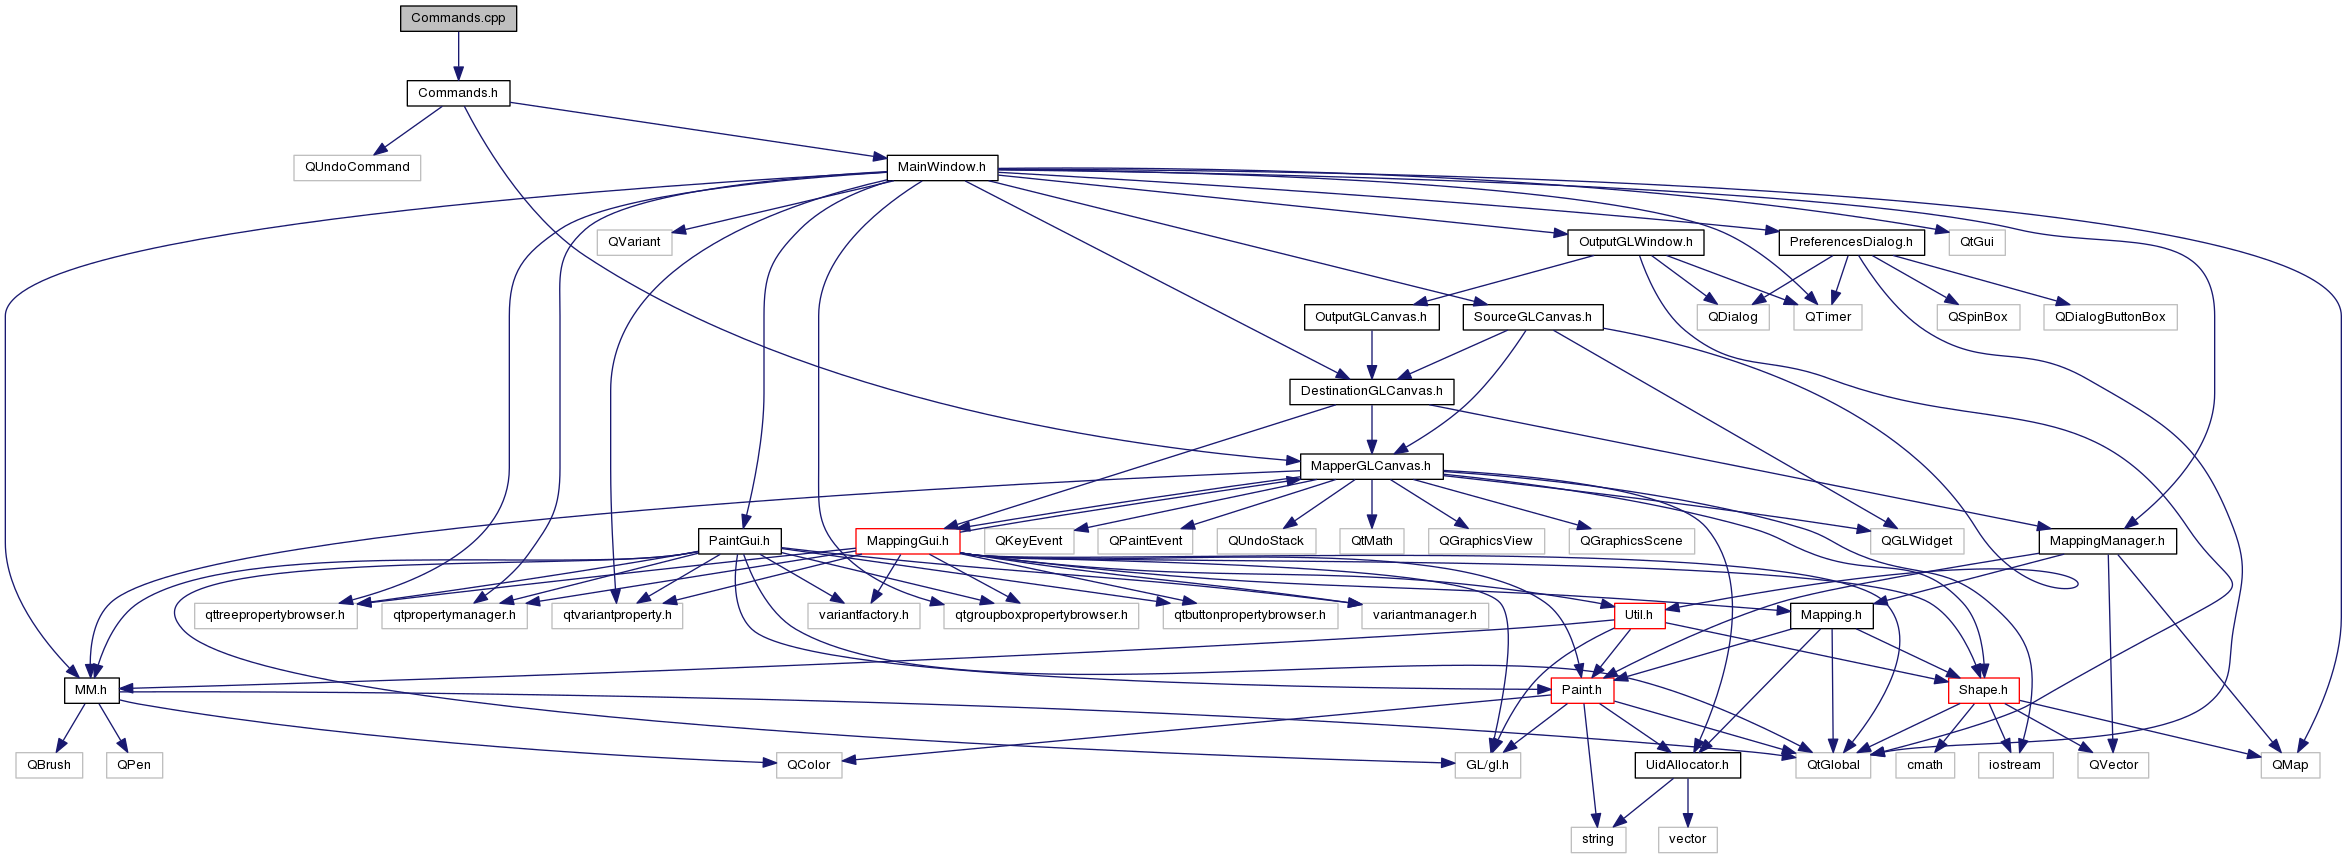 Commands.cpp
Commands.h
QUndoCommand
MainWindow.h
QVariant
OutputGLWindow.h
PreferencesDialog.h
QtGui
OutputGLCanvas.h
SourceGLCanvas.h
QDialog
QTimer
QSpinBox
QDialogButtonBox
DestinationGLCanvas.h
MapperGLCanvas.h
PaintGui.h
MappingGui.h
QKeyEvent
QPaintEvent
QUndoStack
QtMath
QGraphicsView
QGraphicsScene
QGLWidget
MappingManager.h
qttreepropertybrowser.h
qtpropertymanager.h
qtvariantproperty.h
variantfactory.h
qtgroupboxpropertybrowser.h
qtbuttonpropertybrowser.h
variantmanager.h
Util.h
Mapping.h
MM.h
Paint.h
Shape.h
QBrush
QPen
QColor
GL/gl.h
UidAllocator.h
QtGlobal
cmath
iostream
QVector
QMap
string
vector